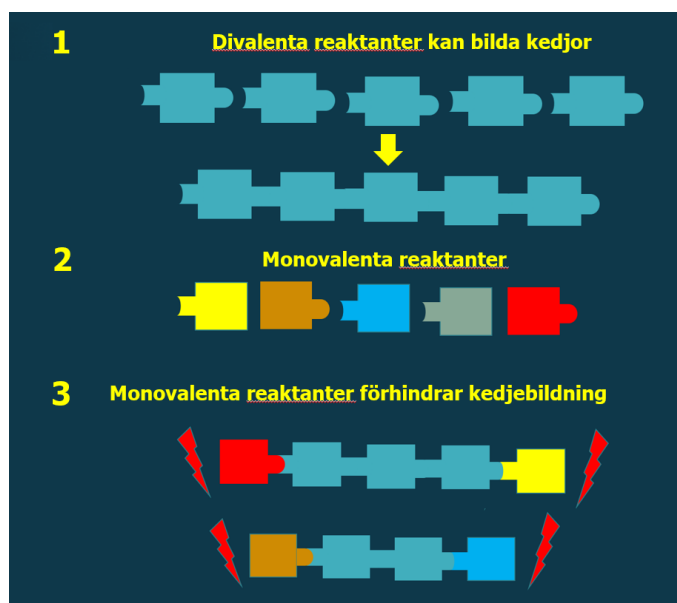 1 Divalenta reaktanter kan bilda kedjor
2 Monovalenta reaktanter
3 Monovalenta reaktanter förhindrar kedjebildning